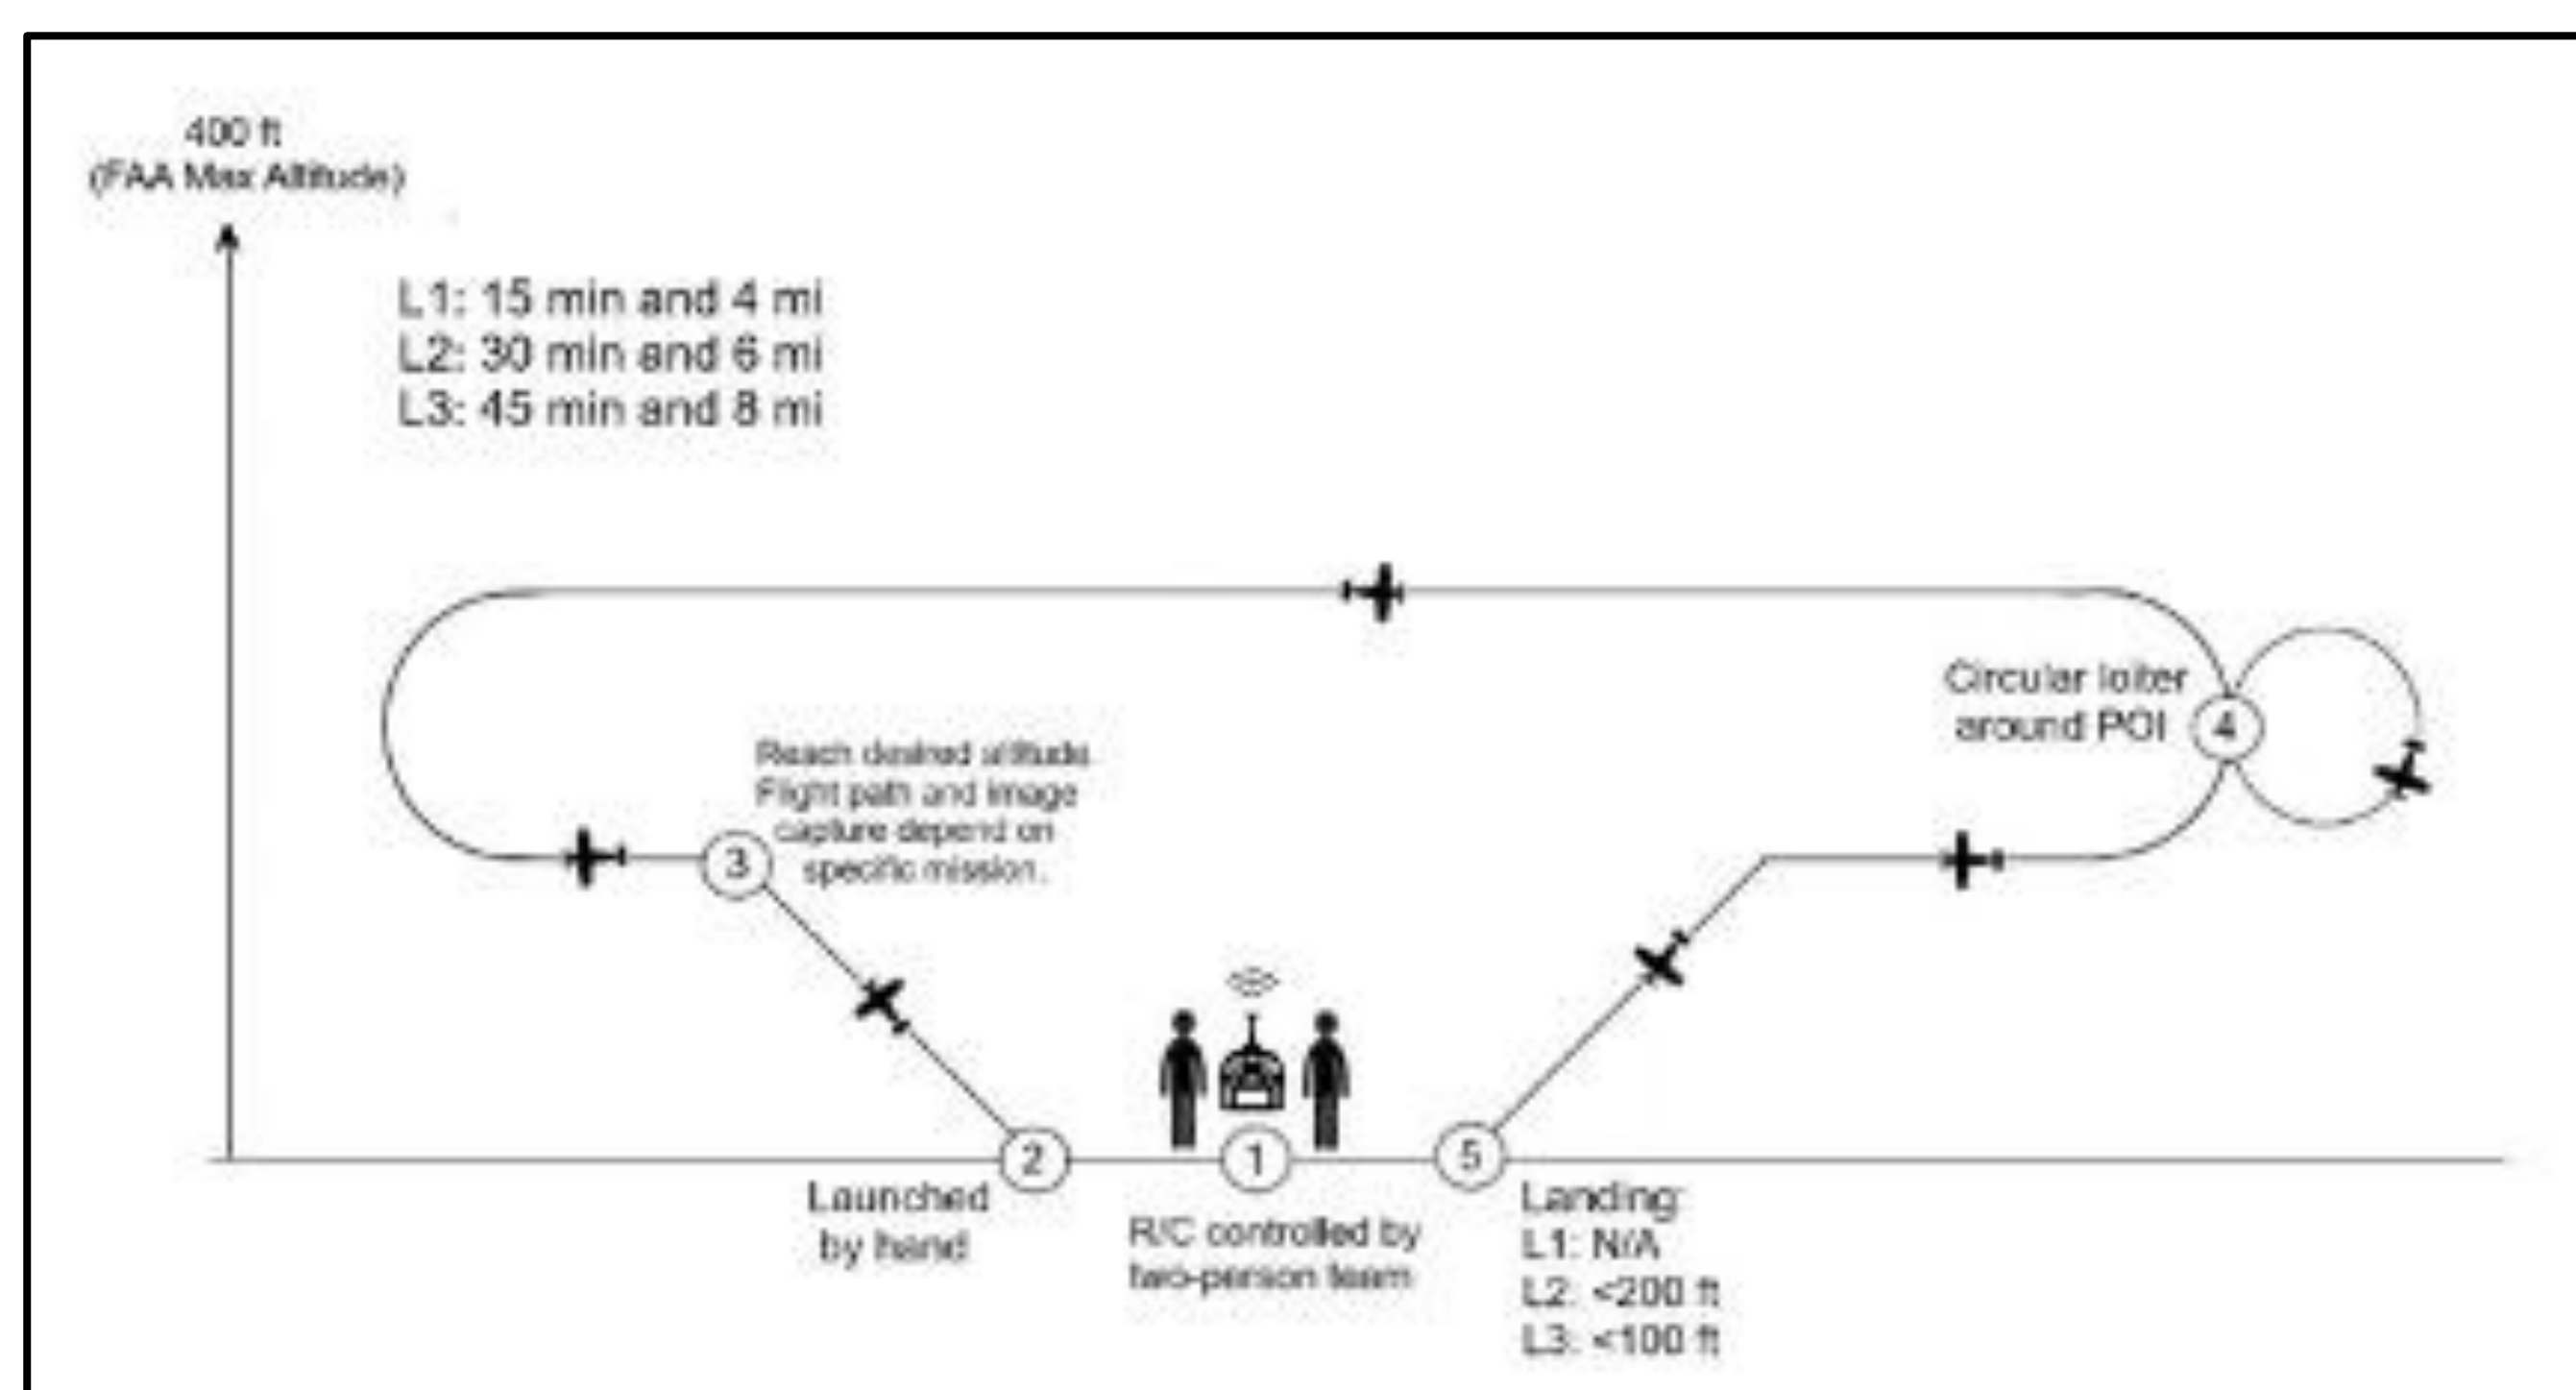 400 ft
(FAA Max Altitude)
L1: 15 min and 4 mi
L2: 30 min and 6 mi
L3: 45 min and 8 mi
Reach desired altitude.
Flight path and image
capture depend on
specific mission.
3
Circular loiter
around POI
4
2
1
5
Launched
by hand
R/C controlled by
two-person team
Landing:
L1: N/A
L2: <200 ft
L3: <100 ft